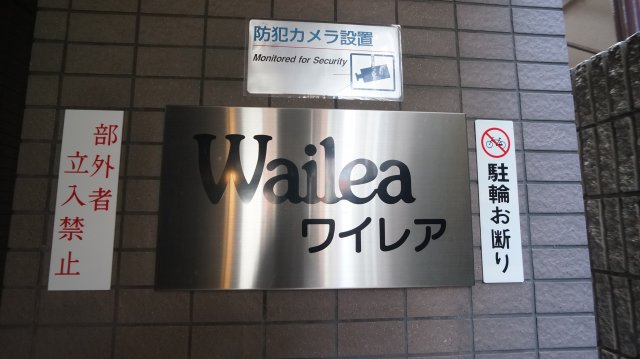 防犯カメラ設置
Monitored for Security
部外者
立入禁止
Wailea
ワイレア
駐輪お断り